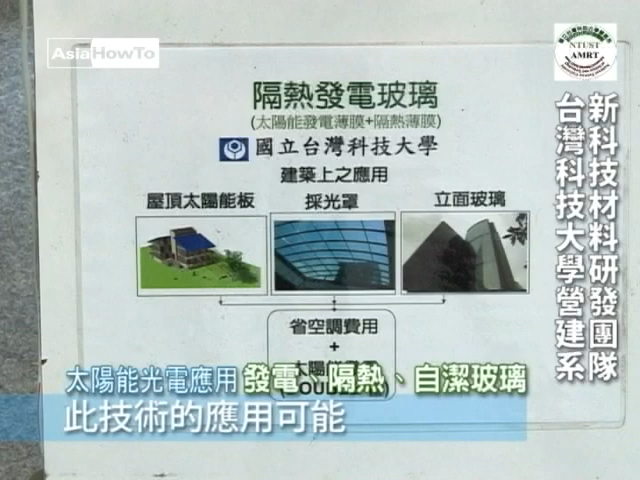 AsiaHowTo
NTUST
AMRT
新科技材料研發團隊
台灣科技大學營建系
隔熱發電玻璃
(太陽能發電薄膜+隔熱薄膜)
國立台灣科技大學
建築上之應用
屋頂太陽能板
採光罩
立面玻璃
省空調費用
+
太陽能光電應用 發電、隔熱、自潔玻璃
此技術的應用可能